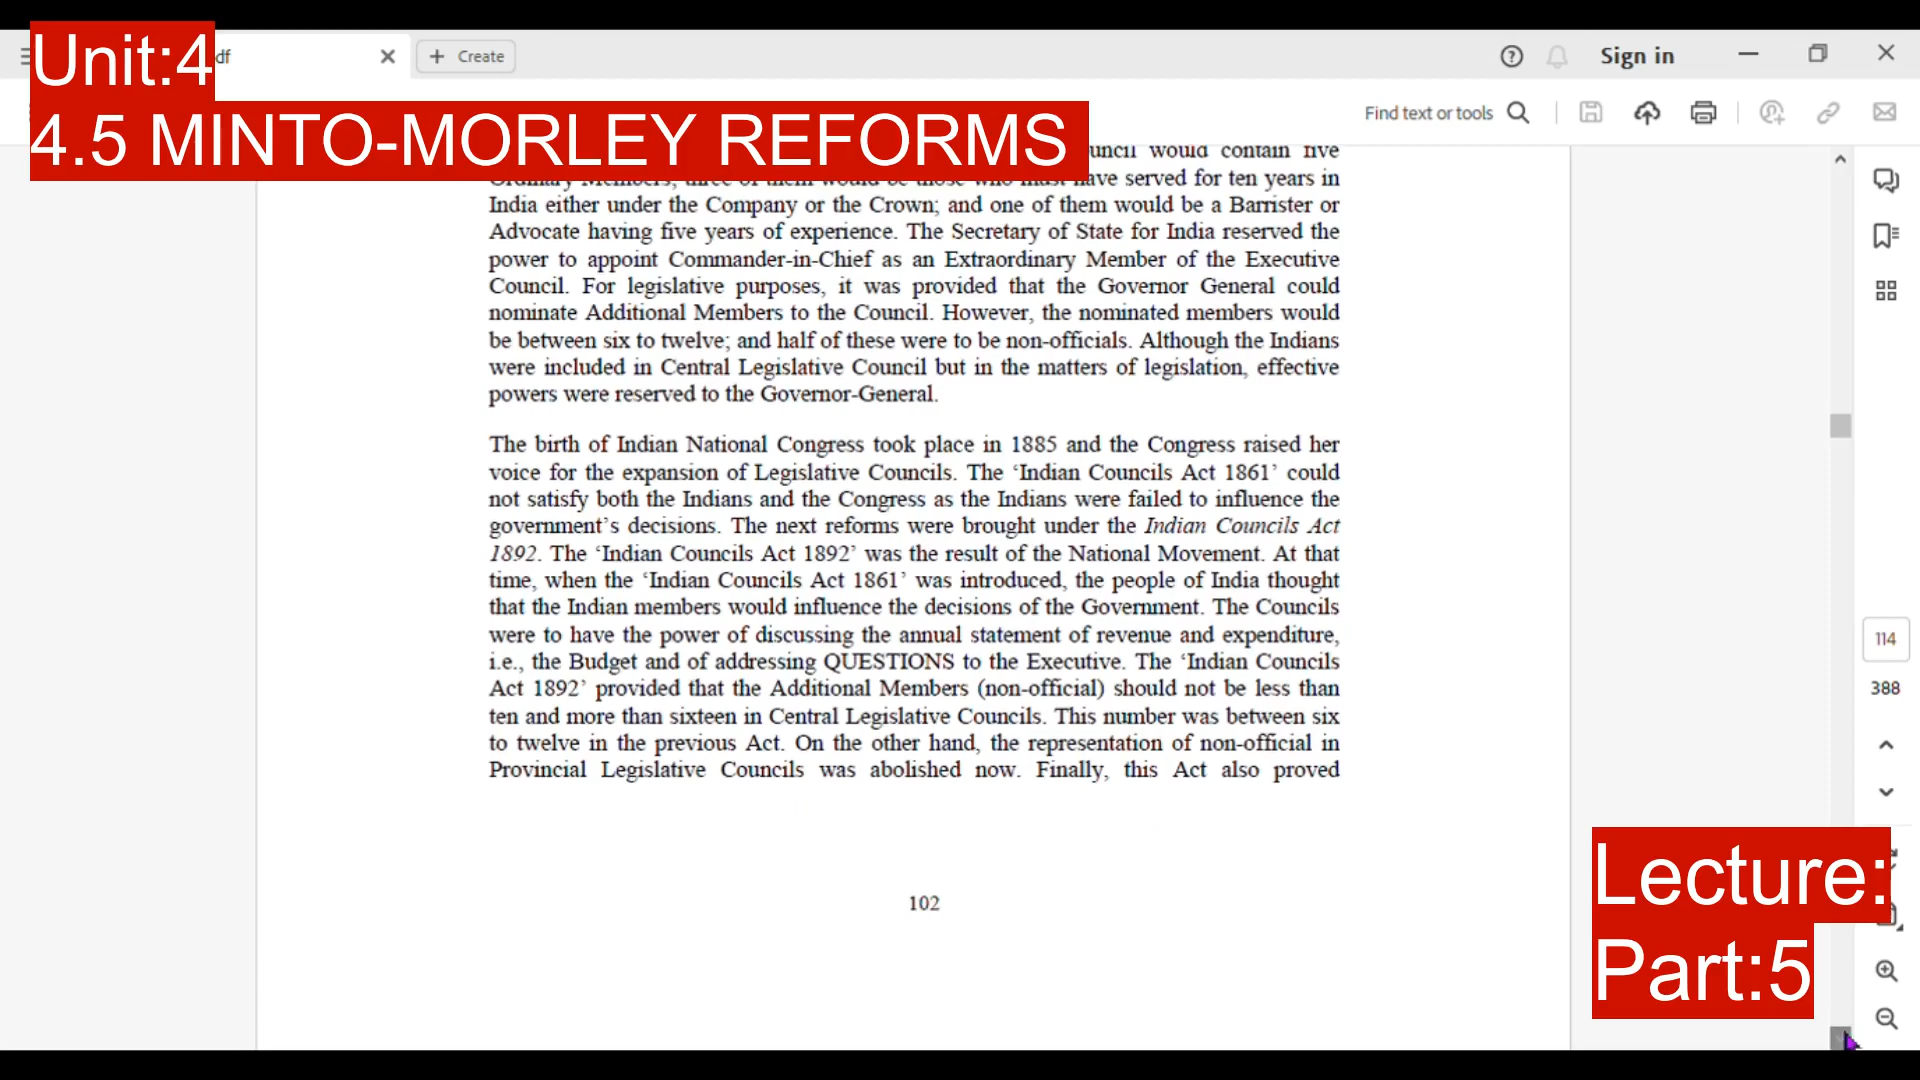 Unit:4
df
Create
Sign in
4.5 MINTO-MORLEY REFORMS
Find text or tools
would contain five
have served for ten years in
India either under the Company or the Crown; and one of them would be a Barrister or
Advocate having five years of experience. The Secretary of State for India reserved the
power to appoint Commander-in-Chief as an Extraordinary Member of the Executive
Council. For legislative purposes, it was provided that the Governor General could
nominate Additional Members to the Council. However, the nominated members would
be between six to twelve; and half of these were to be non-officials. Although the Indians
were included in Central Legislative Council but in the matters of legislation, effective
powers were reserved to the Governor-General.
The birth of Indian National Congress took place in 1885 and the Congress raised her
voice for the expansion of Legislative Councils. The ‘Indian Councils Act 1861’ could
not satisfy both the Indians and the Congress as the Indians were failed to influence the
government’s decisions. The next reforms were brought under the Indian Councils Act
1892. The ‘Indian Councils Act 1892’ was the result of the National Movement. At that
time, when the ‘Indian Councils Act 1861’ was introduced, the people of India thought
that the Indian members would influence the decisions of the Government. The Councils
were to have the power of discussing the annual statement of revenue and expenditure,
i.e., the Budget and of addressing QUESTIONS to the Executive. The ‘Indian Councils
Act 1892’ provided that the Additional Members (non-official) should not be less than
ten and more than sixteen in Central Legislative Councils. This number was between six
to twelve in the previous Act. On the other hand, the representation of non-official in
Provincial Legislative Councils was abolished now. Finally, this Act also proved
102
114
388
Lecture:
Part:5